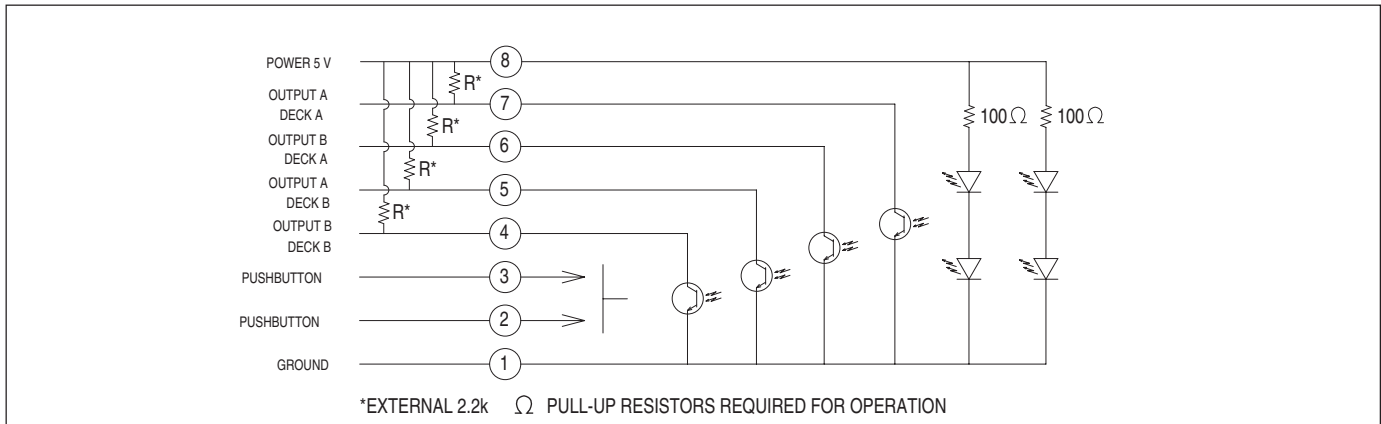 POWER 5 V
8
R*
OUTPUT A
DECK A
7
100Ω
100Ω
R*
OUTPUT B
DECK A
6
R*
OUTPUT A
DECK B
5
R*
OUTPUT B
DECK B
4
PUSHBUTTON
3
PUSHBUTTON
2
GROUND
1
*EXTERNAL 2.2k Ω PULL-UP RESISTORS REQUIRED FOR OPERATION